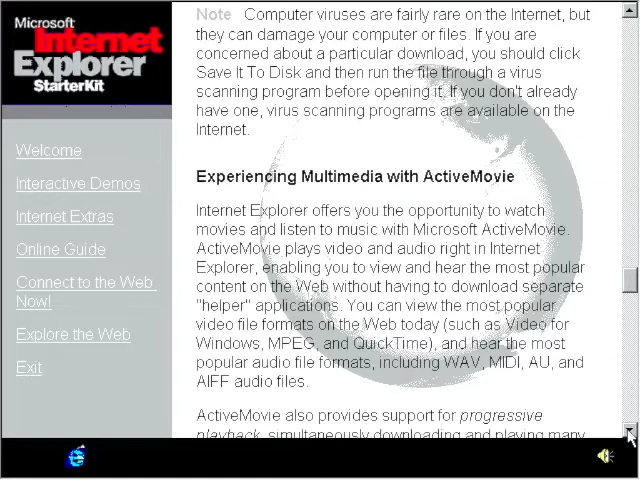 Microsoft
Internet
Explorer
StarterKit
Welcome
Interactive Demos
Internet Extras
Online Guide
Connect to the Web
Now!
Explore the Web
Exit
Note Computer viruses are fairly rare on the Internet, but
they can damage your computer or files. If you are
concerned about a particular download, you should click
Save It To Disk and then run the file through a virus
scanning program before opening it. If you don't already
have one, virus scanning programs are available on the
Internet.
Experiencing Multimedia with ActiveMovie
Internet Explorer offers you the opportunity to watch
movies and listen to music with Microsoft ActiveMovie.
ActiveMovie plays video and audio right in Internet
Explorer, enabling you to view and hear the most popular
content on the Web without having to download separate
"helper" applications. You can view the most popular
video file formats on the Web today (such as Video for
Windows, MPEG, and QuickTime), and hear the most
popular audio file formats, including WAV, MIDI, AU, and
AIFF audio files.
ActiveMovie also provides support for progressive
playback, simultaneously downloading and playing many